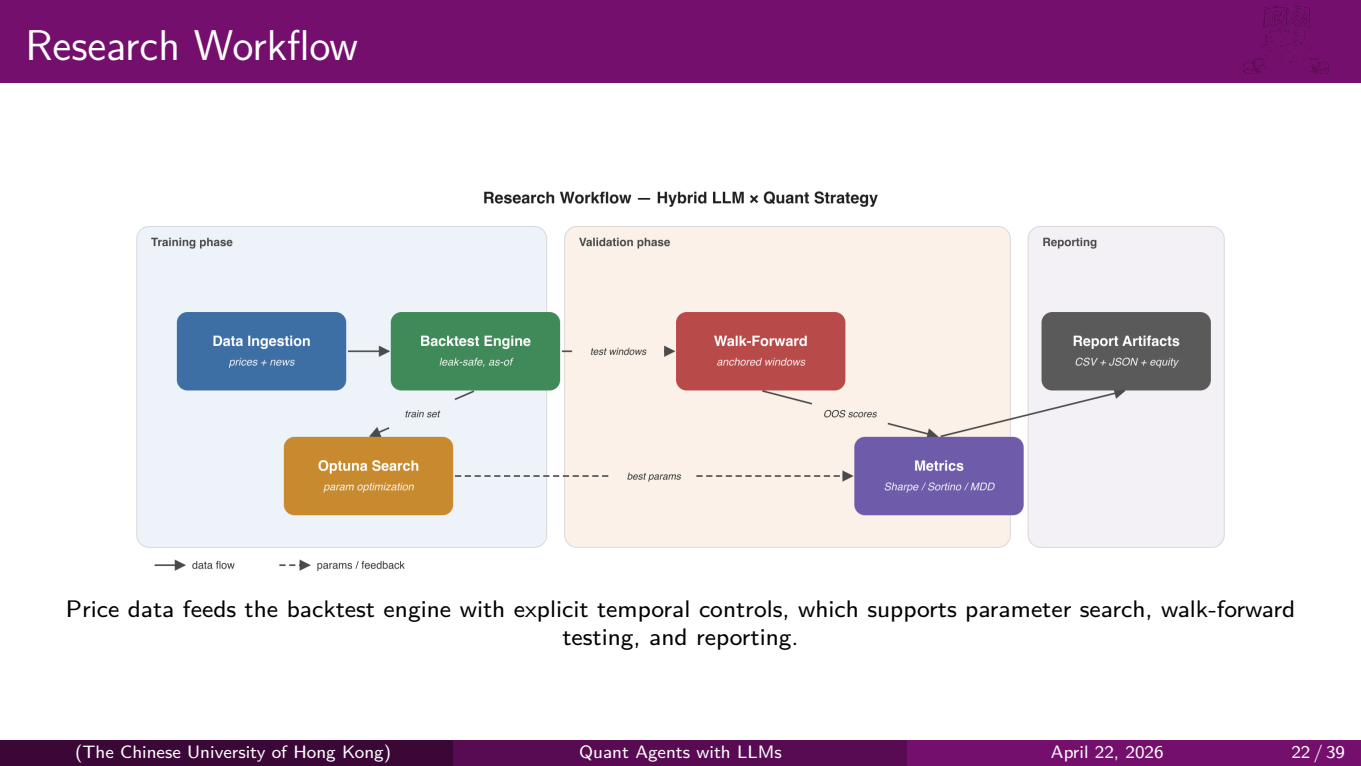 Research Workflow
Research Workflow — Hybrid LLM × Quant Strategy
Training phase
Validation phase
Reporting
Data Ingestion
prices + news
Backtest Engine
leak-safe, as-of
test windows
Walk-Forward
anchored windows
Report Artifacts
CSV + JSON + equity
train set
OOS scores
Optuna Search
param optimization
best params
Metrics
Sharpe / Sortino / MDD
data flow
params / feedback
Price data feeds the backtest engine with explicit temporal controls, which supports parameter search, walk-forward
testing, and reporting.
(The Chinese University of Hong Kong)
Quant Agents with LLMs
April 22, 2026
22 / 39